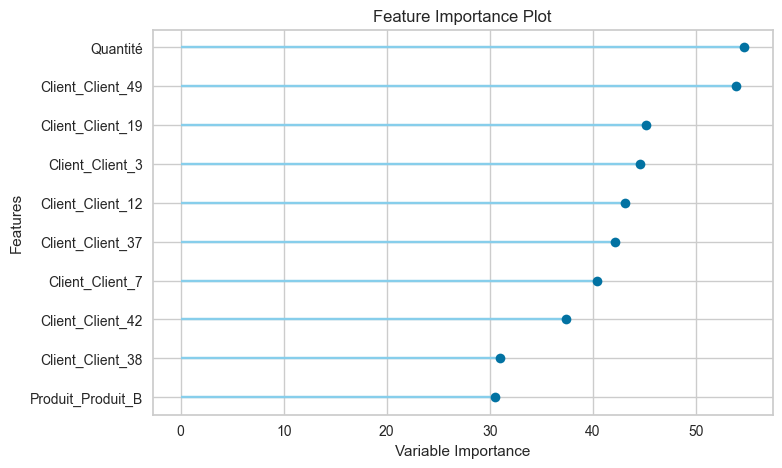 Feature Importance Plot
Quantité
Client_Client_49
Client_Client_19
Client_Client_3
Client_Client_12
Client_Client_37
Client_Client_7
Client_Client_42
Client_Client_38
Produit_Produit_B
Features
0 10 20 30 40 50
Variable Importance